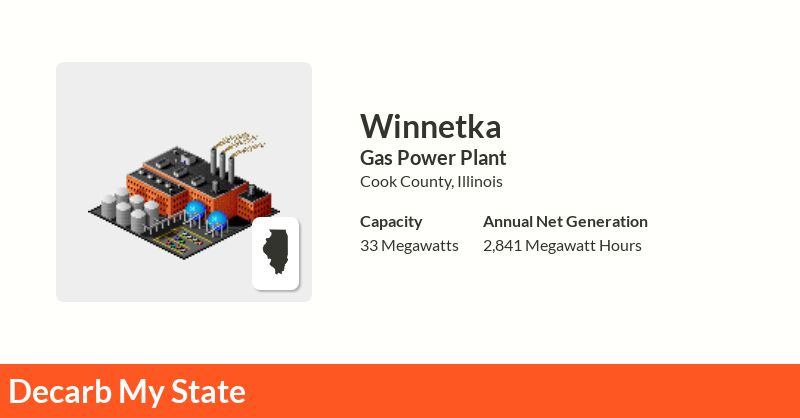 Winnetka
Gas Power Plant
Cook County, Illinois
Capacity
33 Megawatts
Annual Net Generation
2,841 Megawatt Hours
Decarb My State